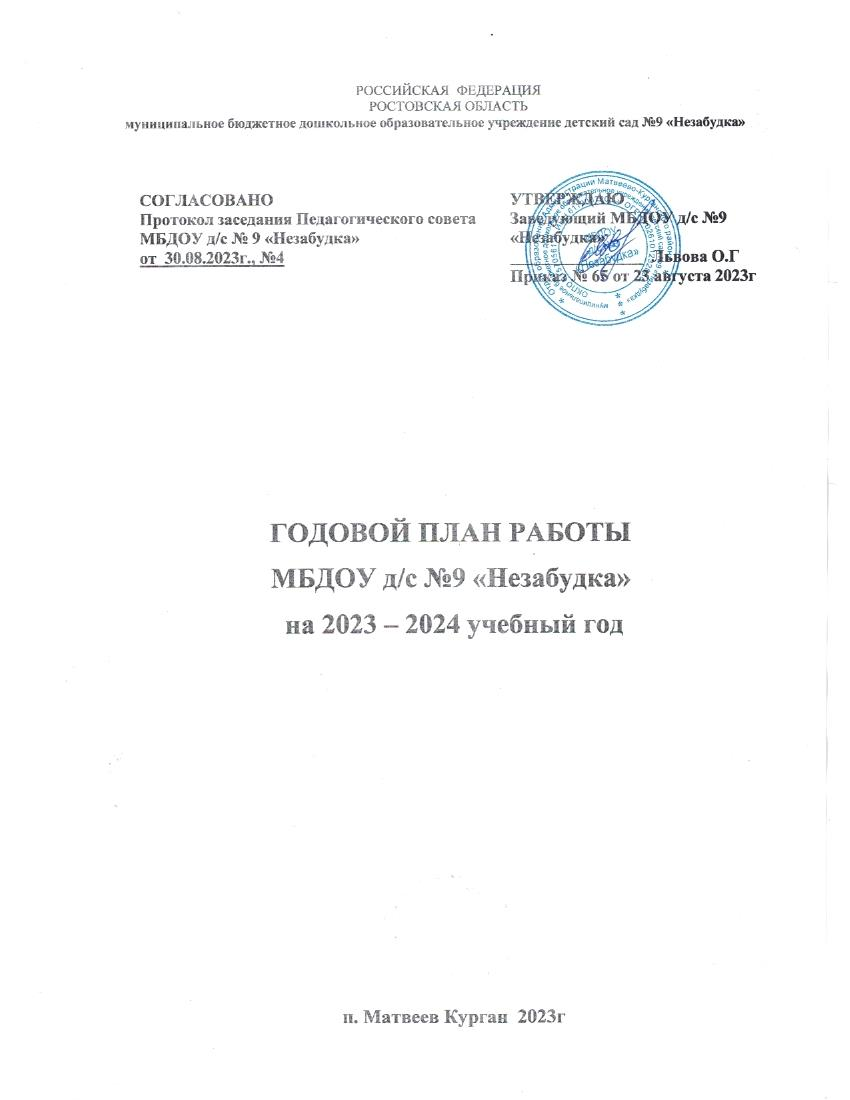 РОССИЙСКАЯ ФЕДЕРАЦИЯ
РОСТОВСКАЯ ОБЛАСТЬ
муниципальное бюджетное дошкольное образовательное учреждение детский сад №9 «Незабудка»
СОГЛАСОВАНО
Протокол заседания Педагогического совета
МБДОУ д/с № 9 «Незабудка»
от 30.08.2023г., №4
УТВЕРЖДАЮ
Заведующий МБДОУ д/с №9
«Незабудка»
Львова О.Г
Приказ № 65 от 23 августа 2023г
ГОДОВОЙ ПЛАН РАБОТЫ
МБДОУ д/с №9 «Незабудка»
на 2023 – 2024 учебный год
п. Матвеев Курган 2023г